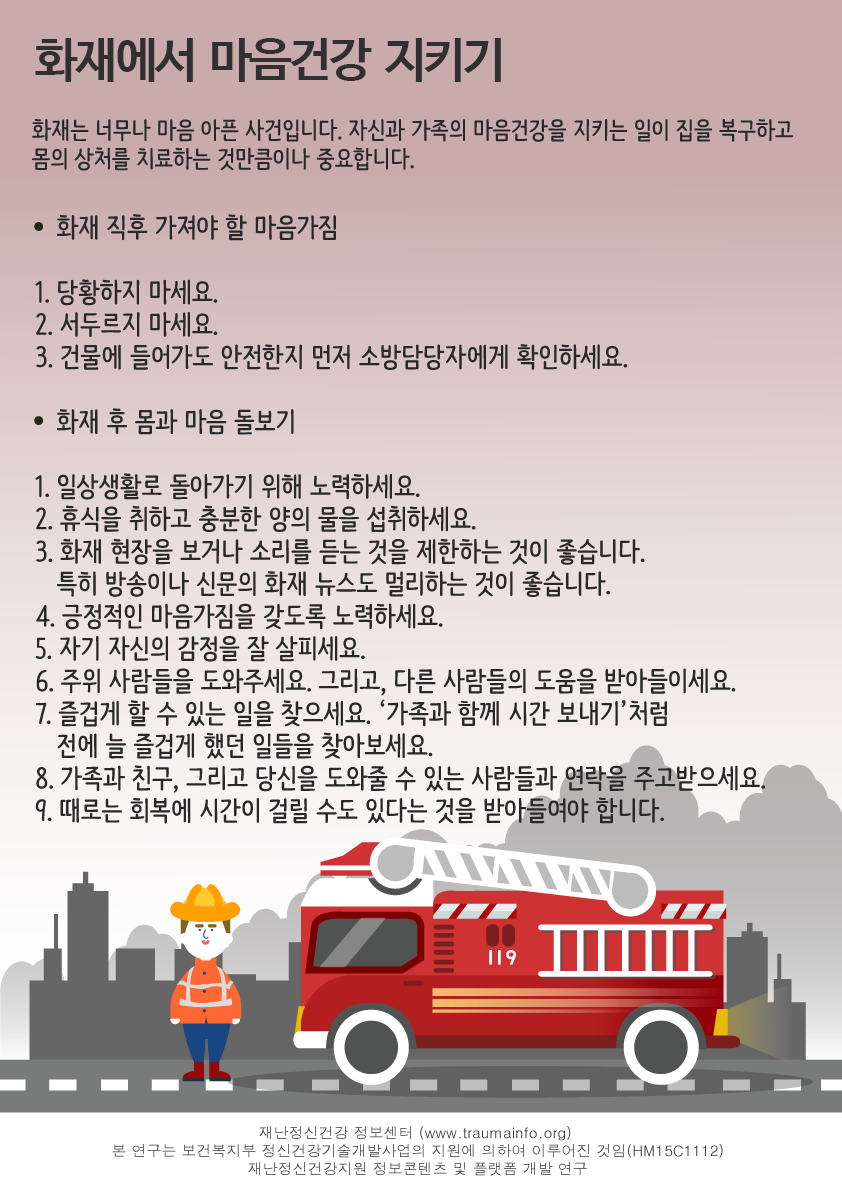 화재에서 마음건강 지키기
화재는 너무나 마음 아픈 사건입니다. 자신과 가족의 마음건강을 지키는 일이 집을 복구하고
몸의 상처를 치료하는 것만큼이나 중요합니다.
• 화재 직후 가져야 할 마음가짐
1. 당황하지 마세요.
2. 서두르지 마세요.
3. 건물에 들어가도 안전한지 먼저 소방담당자에게 확인하세요.
• 화재 후 몸과 마음 돌보기
1. 일상생활로 돌아가기 위해 노력하세요.
2. 휴식을 취하고 충분한 양의 물을 섭취하세요.
3. 화재 현장을 보거나 소리를 듣는 것을 제한하는 것이 좋습니다.
특히 방송이나 신문의 화재 뉴스도 멀리하는 것이 좋습니다.
4. 긍정적인 마음가짐을 갖도록 노력하세요.
5. 자기 자신의 감정을 잘 살피세요.
6. 주위 사람들을 도와주세요. 그리고, 다른 사람들의 도움을 받아들이세요.
7. 즐겁게 할 수 있는 일을 찾으세요. ‘가족과 함께 시간 보내기’처럼
전에 늘 즐겁게 했던 일들을 찾아보세요.
8. 가족과 친구, 그리고 당신을 도와줄 수 있는 사람들과 연락을 주고받으세요.
9. 때로는 회복에 시간이 걸릴 수도 있다는 것을 받아들여야 합니다.
119
재난정신건강 정보센터 (www.traumainfo.org)
본 연구는 보건복지부 정신건강기술개발사업의 지원에 의하여 이루어진 것임(HM15C1112)
재난정신건강지원 정보콘텐츠 및 플랫폼 개발 연구